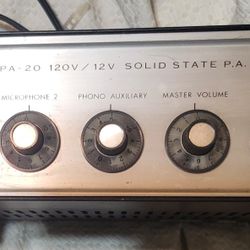 PA-20 120V/12V SOLID STATE P.A.
MICROPHONE 2 PHONO AUXILIARY MASTER VOLUME